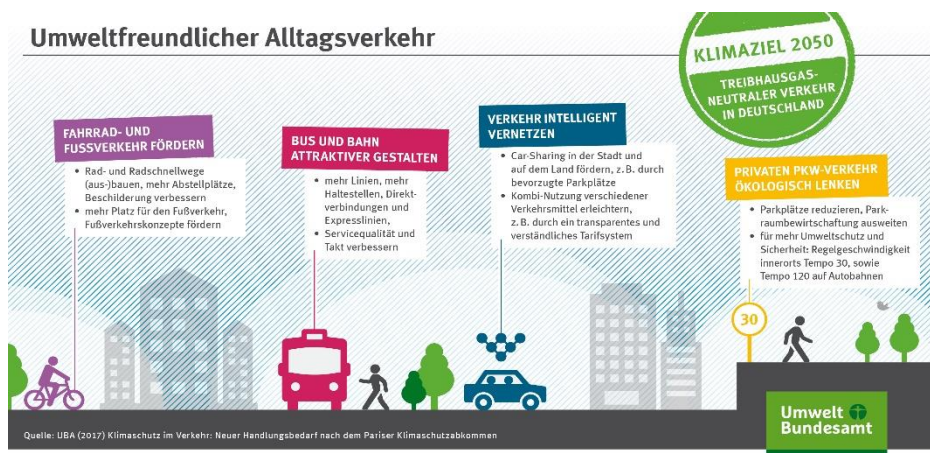 Umweltfreundlicher Alltagsverkehr
KLIMAZIEL 2050
TREIBHAUSGAS-
NEUTRALER VERKEHR
IN DEUTSCHLAND
FAHRRAD- UND
FUSSVERKEHR FÖRDERN
• Rad- und Radschnellwege
(aus-)bauen, mehr Abstellplätze,
Beschilderung verbessern
• mehr Platz für den Fußverkehr,
Fußverkehrskonzepte fördern
BUS UND BAHN
ATTRAKTIVER GESTALTEN
• mehr Linien, mehr
Haltestellen, Direkt-
verbindungen und
Expresslinien,
• Servicequalität und
Takt verbessern
VERKEHR INTELLIGENT
VERNETZEN
• Car-Sharing in der Stadt und
auf dem Land fördern, z. B. durch
bevorzugte Parkplätze
• Kombi-Nutzung verschiedener
Verkehrsmittel erleichtern,
z. B. durch ein transparentes und
verständliches Tarifsystem
PRIVATEN PKW-VERKEHR
ÖKOLOGISCH LENKEN
• Parkplätze reduzieren, Park-
raumbewirtschaftung ausweiten
• für mehr Umweltschutz und
Sicherheit: Regelgeschwindigkeit
innerorts Tempo 30, sowie
Tempo 120 auf Autobahnen
30
Quelle: UBA (2017) Klimaschutz im Verkehr: Neuer Handlungsbedarf nach dem Pariser Klimaschutzabkommen
Umwelt
Bundesamt